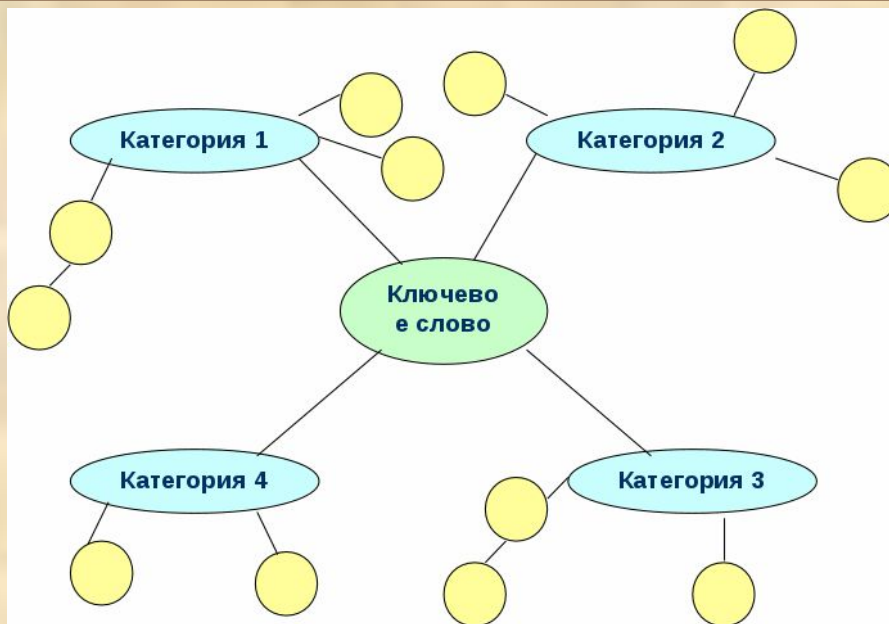 Категория 1
Категория 2
Ключево
е слово
Категория 4
Категория 3